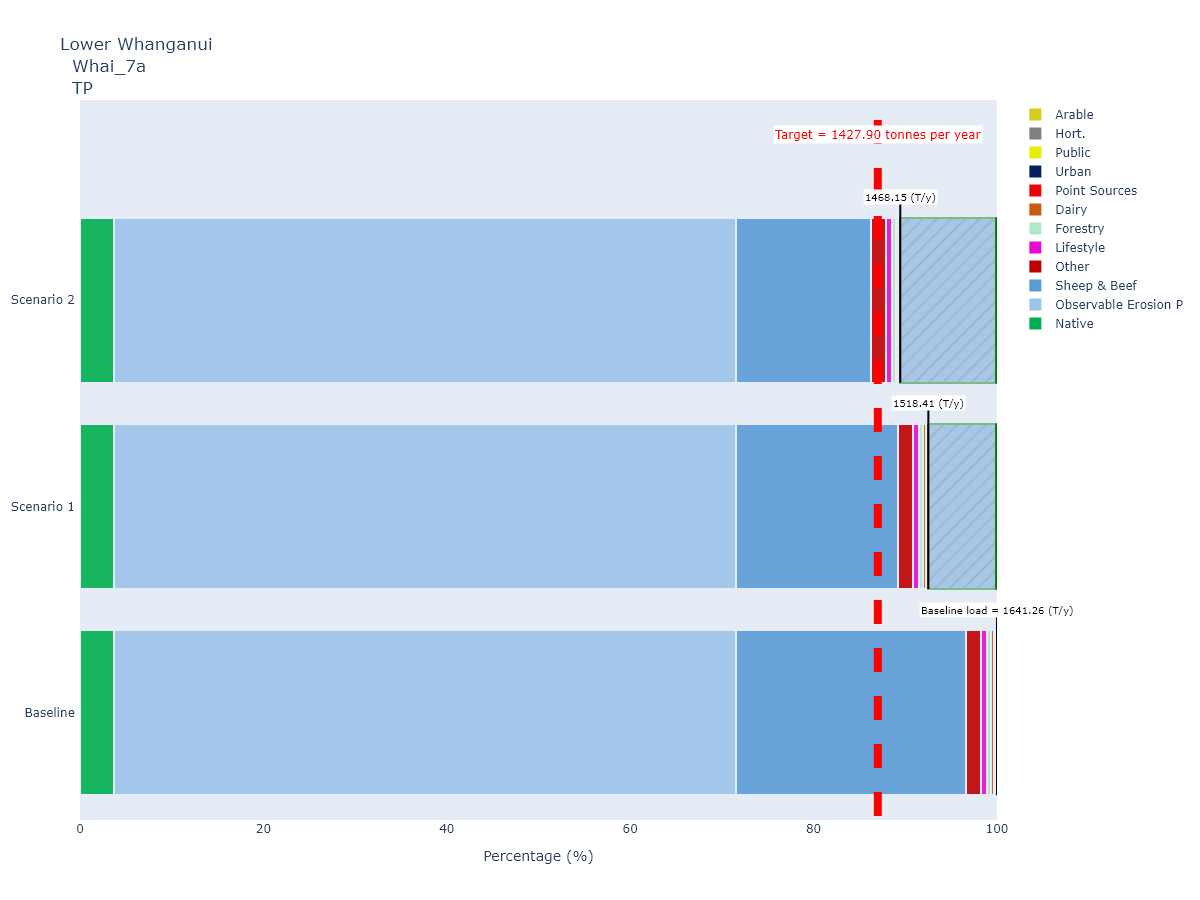 Lower Whanganui
Whai_7a
TP
Target = 1427.90 tonnes per year
1468.15 (T/y)
Scenario 2
1518.41 (T/y)
Scenario 1
Baseline load = 1641.26 (T/y)
Baseline
0 20 40 60 80 100
Percentage (%)
Arable
Hort.
Public
Urban
Point Sources
Dairy
Forestry
Lifestyle
Other
Sheep & Beef
Observable Erosion P
Native